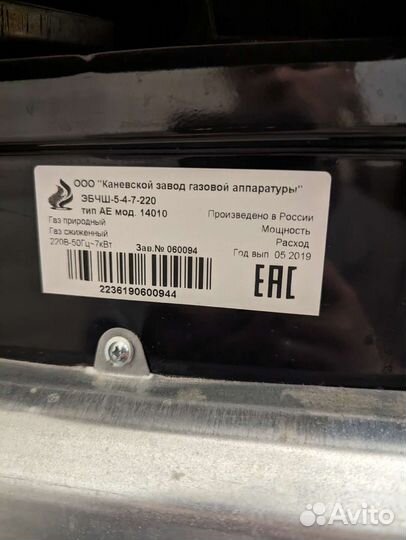 ООО "Каневской завод газовой аппаратуры"
ЭБЧШ-5-4-7-220
тип АЕ мод. 14010
Произведено в России
Газ природный
Мощность
Газ сжиженный
Расход
220В-50Гц~7кВт
Зав.№ 060094
Год вып 05.2019
2236190600944
EAC
Avito